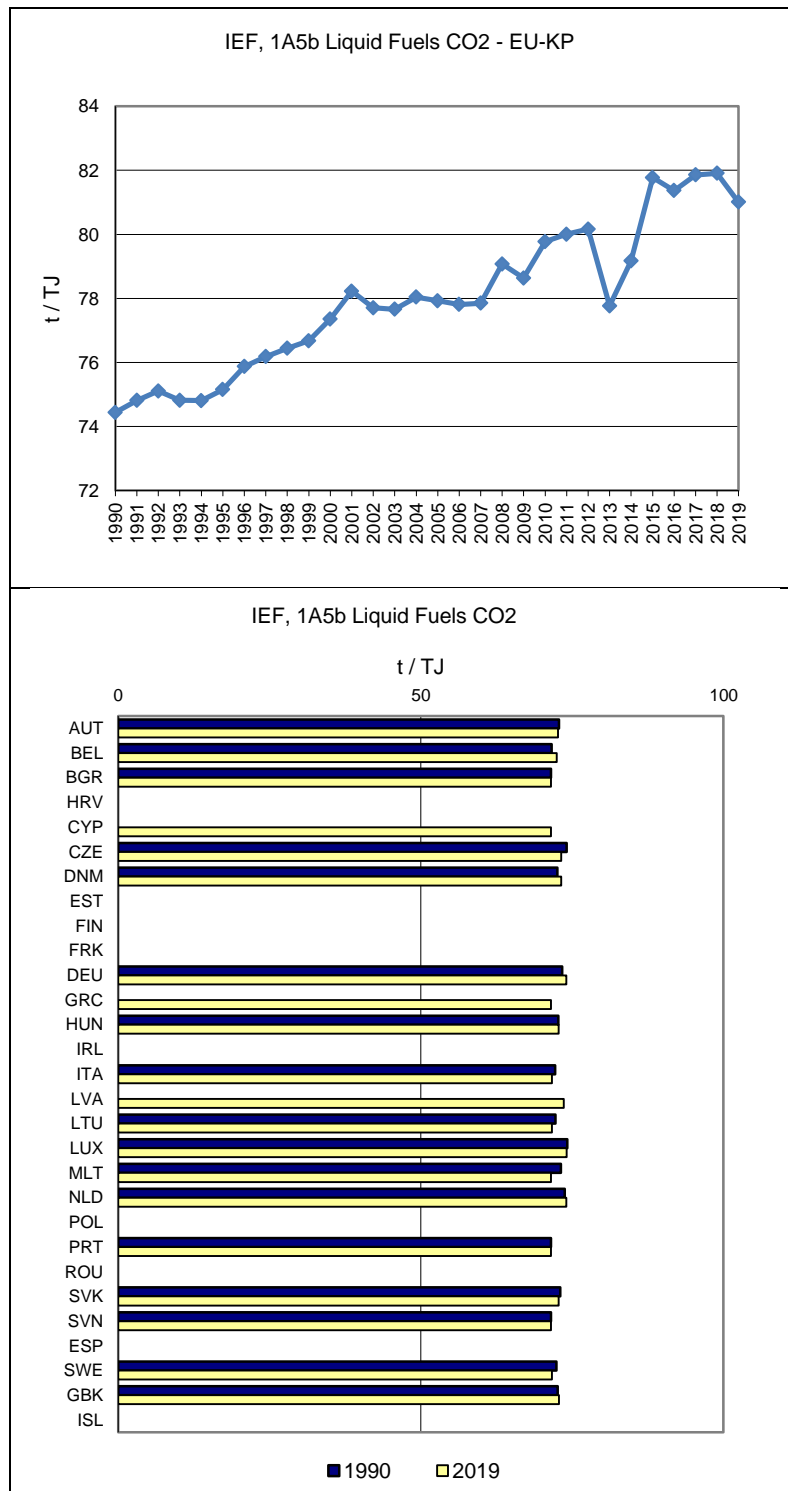 IEF, 1A5b Liquid Fuels CO2 - EU-KP
84
82
80
78
76
74
72
t / TJ
1990
1991
1992
1993
1994
1995
1996
1997
1998
1999
2000
2001
2002
2003
2004
2005
2006
2007
2008
2009
2010
2011
2012
2013
2014
2015
2016
2017
2018
2019
IEF, 1A5b Liquid Fuels CO2
t / TJ
0 50 100
AUT
BEL
BGR
HRV
CYP
CZE
DNM
EST
FIN
FRK
DEU
GRC
HUN
IRL
ITA
LVA
LTU
LUX
MLT
NLD
POL
PRT
ROU
SVK
SVN
ESP
SWE
GBK
ISL
1990 2019